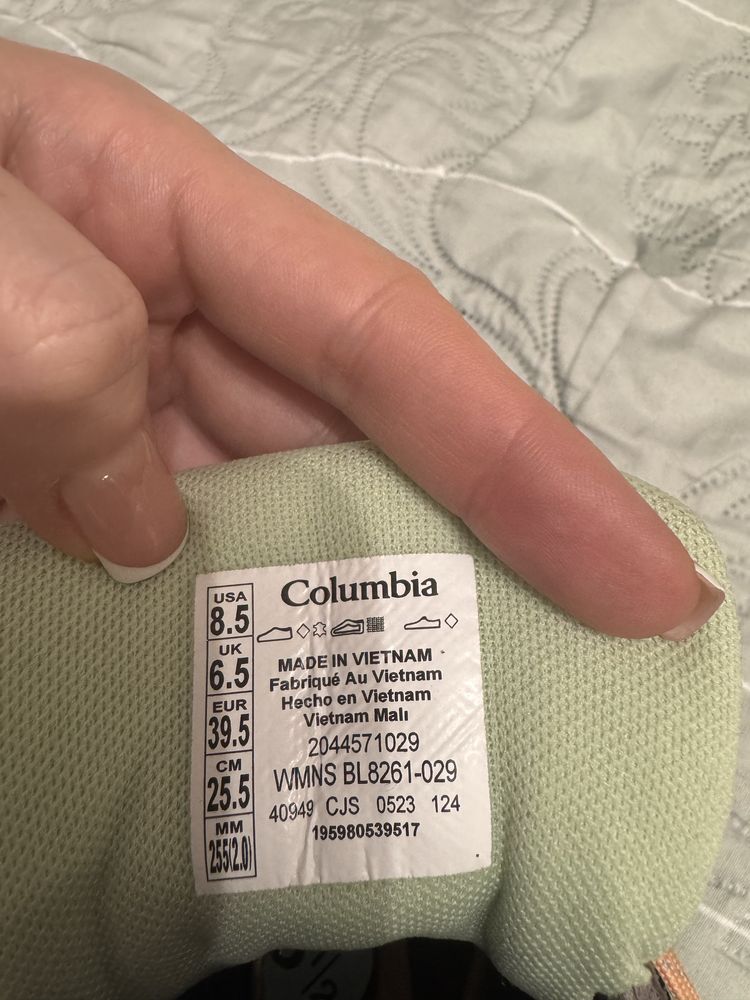 Columbia
USA
8.5
UK
6.5
EUR
39.5
CM
25.5
MM
255(2.0)
MADE IN VIETNAM
Fabriqué Au Vietnam
Hecho en Vietnam
Vietnam Malı
2044571029
WMNS BL8261-029
40949 CJS 0523 124
195980539517